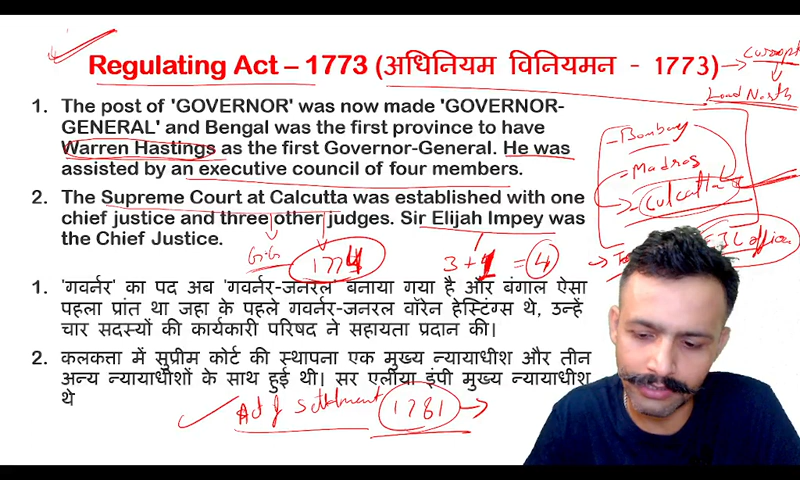 Regulating Act – 1773 (अधिनियम विनियमन - 1773)
Lord North
1. The post of 'GOVERNOR' was now made 'GOVERNOR-
GENERAL' and Bengal was the first province to have
Warren Hastings as the first Governor-General. He was
assisted by an executive council of four members.
Bombay
Madras
Culcutta
2. The Supreme Court at Calcutta was established with one
chief justice and three other judges. Sir Elijah Impey was
the Chief Justice.
G.G
1774
3 + 1 = 4
1. 'गवर्नर' का पद अब 'गवर्नर-जनरल' बनाया गया है और बंगाल ऐसा
पहला प्रांत था जहा के पहले गवर्नर-जनरल वॉरेन हेस्टिंग्स थे, उन्हें
चार सदस्यों की कार्यकारी परिषद ने सहायता प्रदान की।
2. कलकत्ता में सुप्रीम कोर्ट की स्थापना एक मुख्य न्यायाधीश और तीन
अन्य न्यायाधीशों के साथ हुई थी। सर एलीया इंपी मुख्य न्यायाधीश
थे
Act of Settlement 1781